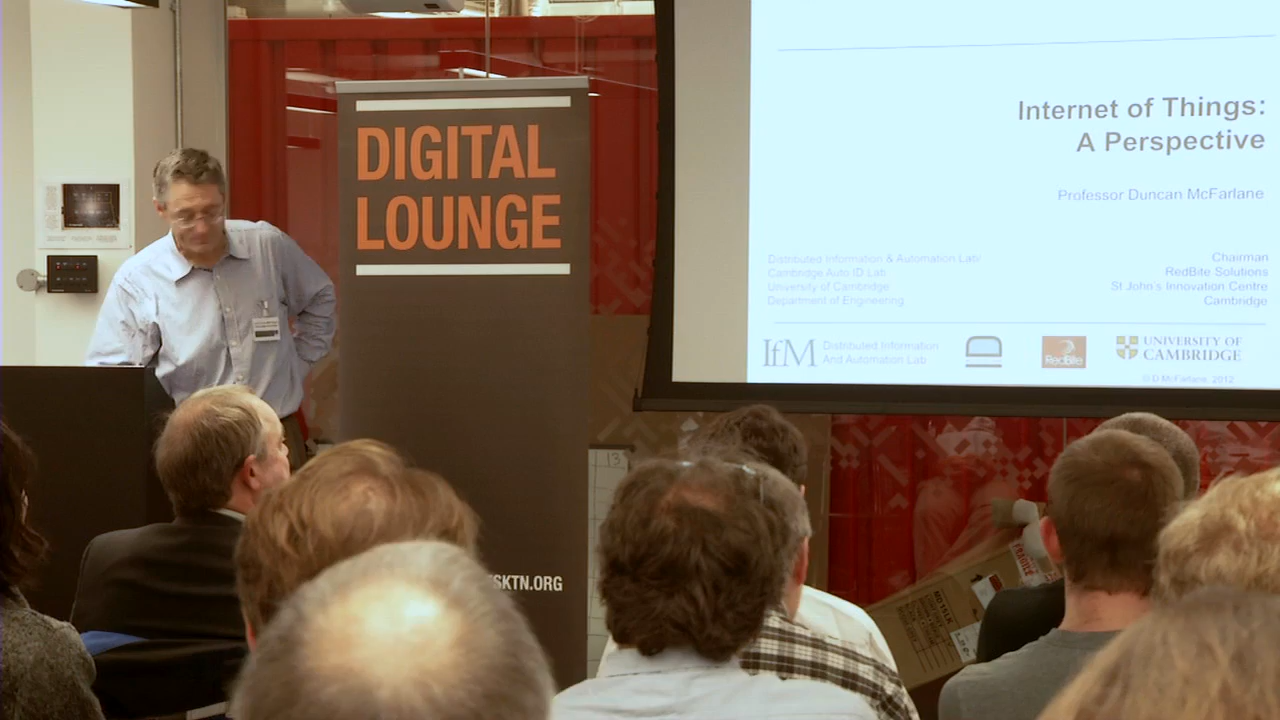 DIGITAL
LOUNGE
SKTN.ORG
Internet of Things:
A Perspective
Professor Duncan McFarlane
Distributed Information & Automation Lab
Cambridge Auto ID Lab
University of Cambridge
Department of Engineering
Chairman
RedBite Solutions
St John's Innovation Centre
Cambridge
IfM
Distributed Information
And Automation Lab
RedBite
UNIVERSITY OF
CAMBRIDGE
© D McFarlane, 2012
13
FRAGILE